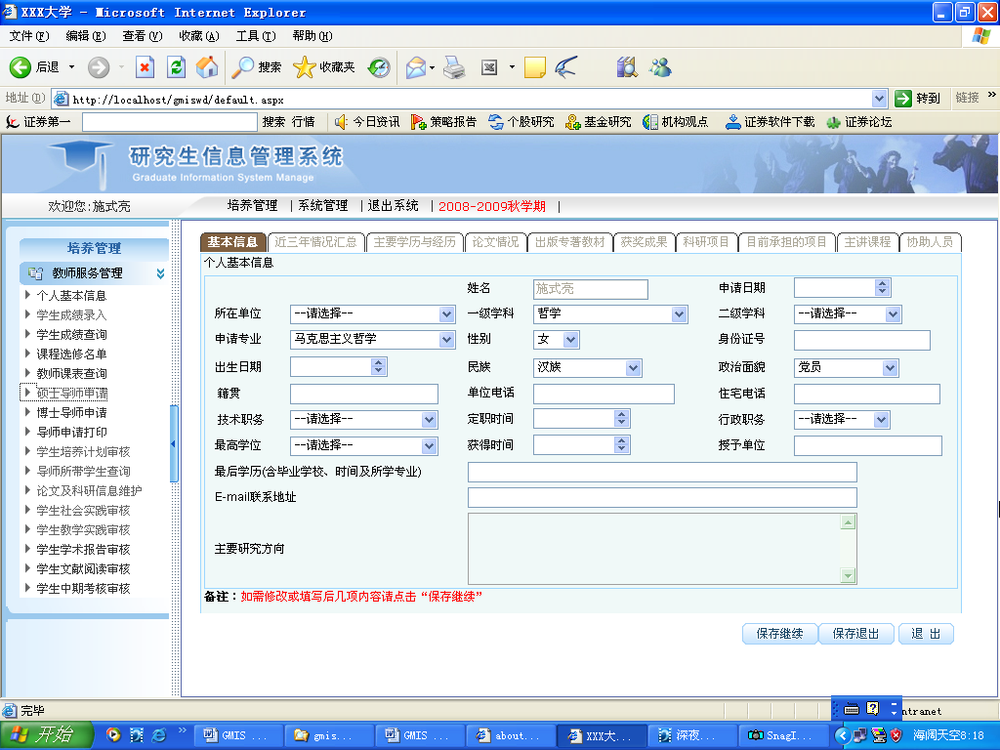 XXX大学 - Microsoft Internet Explorer
文件(F) 编辑(E) 查看(V) 收藏(A) 工具(T) 帮助(H)
后退 搜索 收藏夹
地址(D) http://localhost/gmiswd/default.aspx 转到 链接 »
证券第一 搜索 行情 今日资讯 策略报告 个股研究 基金研究 机构观点 证券软件下载 证券论坛
研究生信息管理系统
Graduate Information System Manage
欢迎您:施式亮 培养管理 | 系统管理 | 退出系统 | 2008-2009秋学期 |
培养管理
教师服务管理
个人基本信息
学生成绩录入
学生成绩查询
课程选修名单
教师课表查询
硕士导师申请
博士导师申请
导师申请打印
学生培养计划审核
导师所带学生查询
论文及科研信息维护
学生社会实践审核
学生教学实践审核
学生学术报告审核
学生文献阅读审核
学生中期考核审核
基本信息 近三年情况汇总 主要学历与经历 论文情况 出版专著教材 获奖成果 科研项目 目前承担的项目 主讲课程 协助人员
个人基本信息
姓名 施式亮 申请日期
所在单位 --请选择-- 一级学科 哲学 二级学科 --请选择--
申请专业 马克思主义哲学 性别 女 身份证号
出生日期 民族 汉族 政治面貌 党员
籍贯 单位电话 住宅电话
技术职务 --请选择-- 定职时间 行政职务 --请选择--
最高学位 --请选择-- 获得时间 授予单位
最后学历(含毕业学校、时间及所学专业)
E-mail联系地址
主要研究方向
备注：如需修改或填写后几项内容请点击“保存继续”
保存继续 保存退出 退 出
完毕 ntranet
开始 » GMIS ... gmis... GMIS ... about... XXX大... 深夜... SnagI... 海阔天空8:18